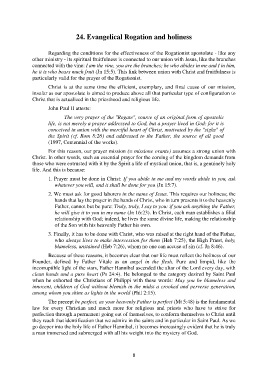 24. Evangelical Rogation and holiness
Regarding the conditions for the effectiveness of the Rogationist apostolate - like any
other ministry - its spiritual fruitfulness is connected to our union with Jesus, like the branches
connected with the vine. I am the vine, you are the branches; he who abides in me and I in him,
he it is who bears much fruit (Jn 15:5). This link between union with Christ and fruitfulness is
particularly valid for the prayer of the Rogationist.
Christ is at the same time the efficient, exemplary, and final cause of our mission,
insofar as our apostolate is aimed to produce above all that particular type of configuration to
Christ that is actualised in the priesthood and religious life.
John Paul II asserts:
The very prayer of the "Rogate", source of an original form of apostolic
life, is not merely a prayer addressed to God, but a prayer lived in God: for it is
conceived in union with the merciful heart of Christ, motivated by the "sighs" of
the Spirit (cf. Rom 8:26) and addressed to the Father, the source of all good
(1997, Centennial of the works).
For this reason, our prayer mission (o missione orante) assumes a strong union with
Christ. In other words, such an essential prayer for the coming of the kingdom demands from
those who were entrusted with it by the Spirit a life of mystical union, that is, a genuinely holy
life. And this is because:
1. Prayer must be done in Christ. If you abide in me and my words abide in you, ask
whatever you will, and it shall be done for you (Jn 15:7).
2. We must ask for good laborers in the name of Jesus. This requires our holiness; the
hands that lay the prayer in the hands of Christ, who in turn presents it to the heavenly
Father, cannot but be pure: Truly, truly, I say to you, if you ask anything the Father,
he will give it to you in my name (Jn 16:23). In Christ, each man establishes a filial
relationship with God; indeed, he lives the same divine life, making the relationship
of the Son with his heavenly Father his own.
3. Finally, it has to be done with Christ, who was raised at the right hand of the Father,
who always lives to make intercession for them (Heb 7:25), the High Priest, holy,
blameless, unstained (Heb 7:26), whom no one can accuse of sin (cf. Jn 8:46).
Because of these reasons, it becomes clear that our life must reflect the holiness of our
Founder, defined by Father Vitale as an angel in the flesh. Pure and limpid, like the
incorruptible light of the stars, Father Hannibal ascended the altar of the Lord every day, with
clean hands and a pure heart (Ps 24:4). He belonged to the category desired by Saint Paul
when he exhorted the Christians of Philippi with these words: May you be blameless and
innocent, children of God without blemish in the midst a crooked and perverse generation,
among whom you shine as lights in the world (Phil 2:15).
The precept be perfect, as your heavenly Father is perfect (Mt 5:48) is the fundamental
law for every Christian and much more for religious and priests who have to strive for
perfection through a permanent going out of themselves, to conform themselves to Christ until
they reach that identification that we admire in the saints and in particular in Saint Paul. As we
go deeper into the holy life of Father Hannibal, it becomes increasingly evident that he is truly
a man immersed and submerged with all his weight into the mystery of God.